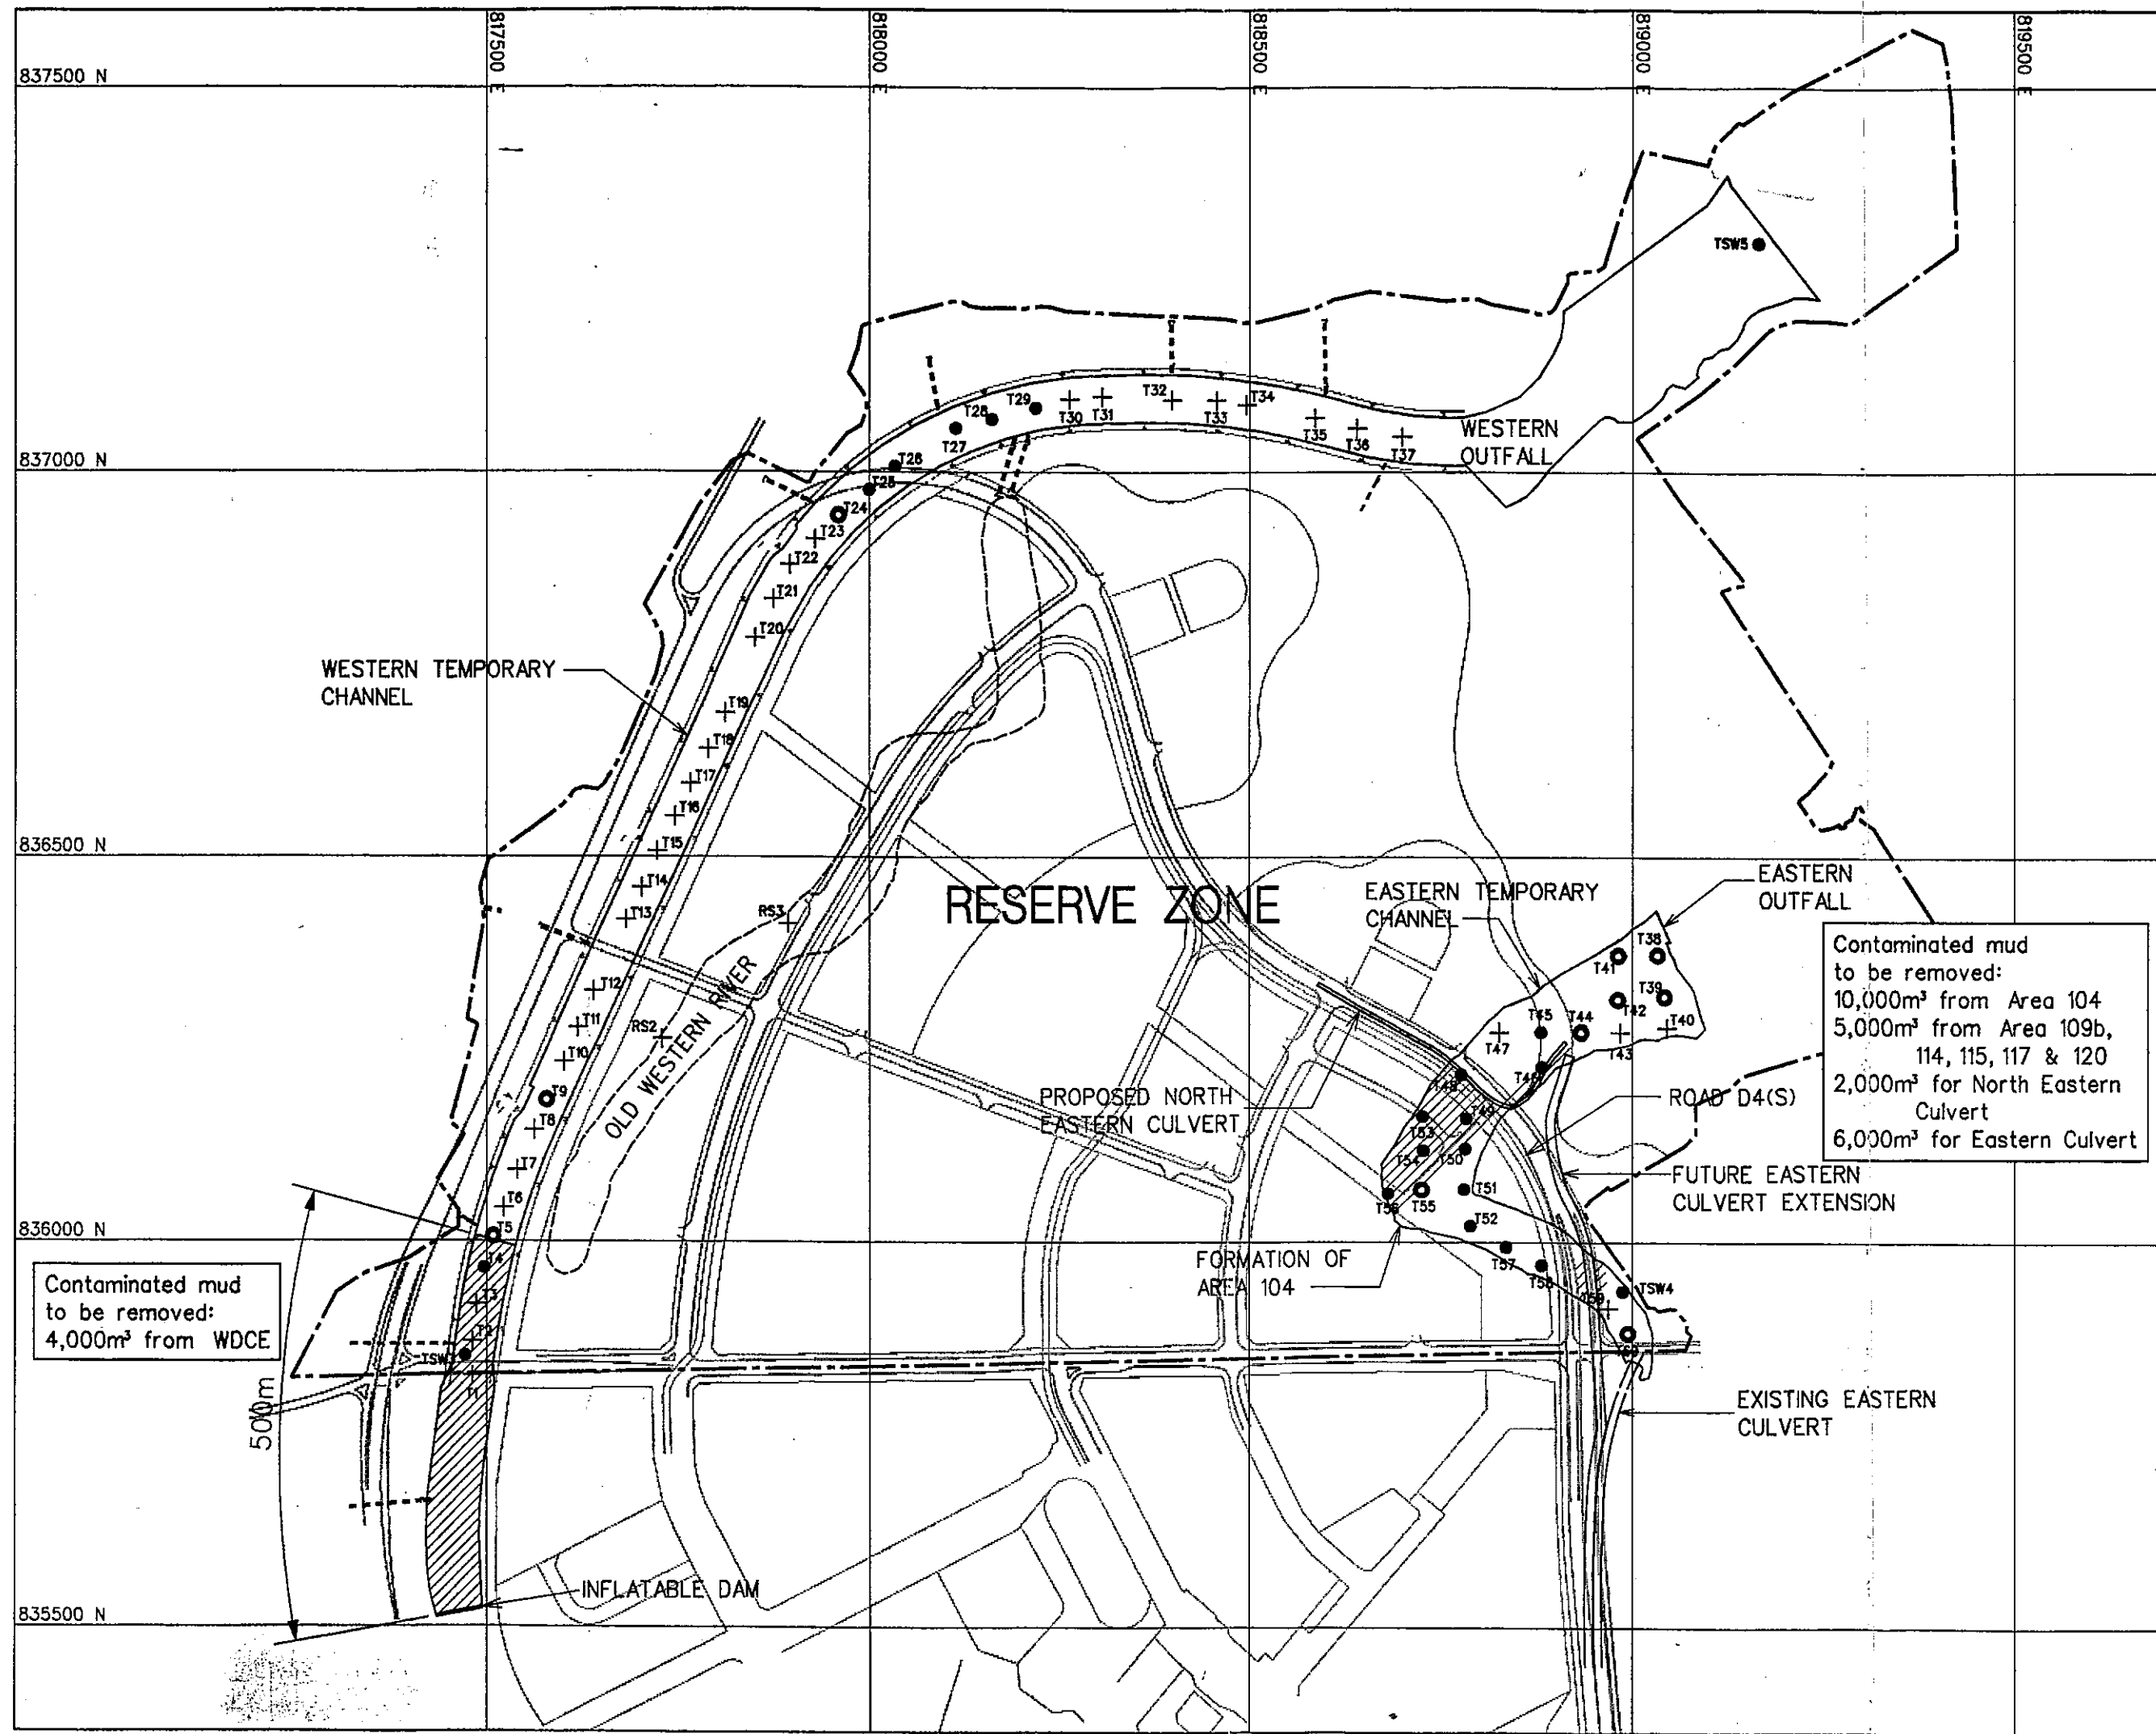 817500 E
818000 E
818500 E
819000 E
819500 E
837500 N
TSW5
T32
T34
T29
T28
T30
T31
T33
T27
T35
T36
T37
WESTERN
OUTFALL
837000 N
T26
T25
T24
T23
T22
T21
T20
WESTERN TEMPORARY
CHANNEL
T19
T18
T17
T16
T15
836500 N
T14
T13
RS3
RESERVE ZONE
EASTERN TEMPORARY
CHANNEL
EASTERN
OUTFALL
Contaminated mud
to be removed:
10,000m³ from Area 104
5,000m³ from Area 109b,
114, 115, 117 & 120
2,000m³ for North Eastern
Culvert
6,000m³ for Eastern Culvert
T38
T41
T39
T42
T12
T11
RS2
T10
OLD WESTERN RIVER
T45
T44
T40
T47
T43
T46
T48
T9
T8
PROPOSED NORTH
EASTERN CULVERT
ROAD D4(S)
T49
T53
T54
T50
T7
T6
T51
T55
T56
FUTURE EASTERN
CULVERT EXTENSION
T5
836000 N
T52
T57
T4
FORMATION OF
AREA 104
T58
Contaminated mud
to be removed:
4,000m³ from WDCE
T3
TSW4
T59
T2
T60
T1
EXISTING EASTERN
CULVERT
500m
INFLATABLE DAM
835500 N